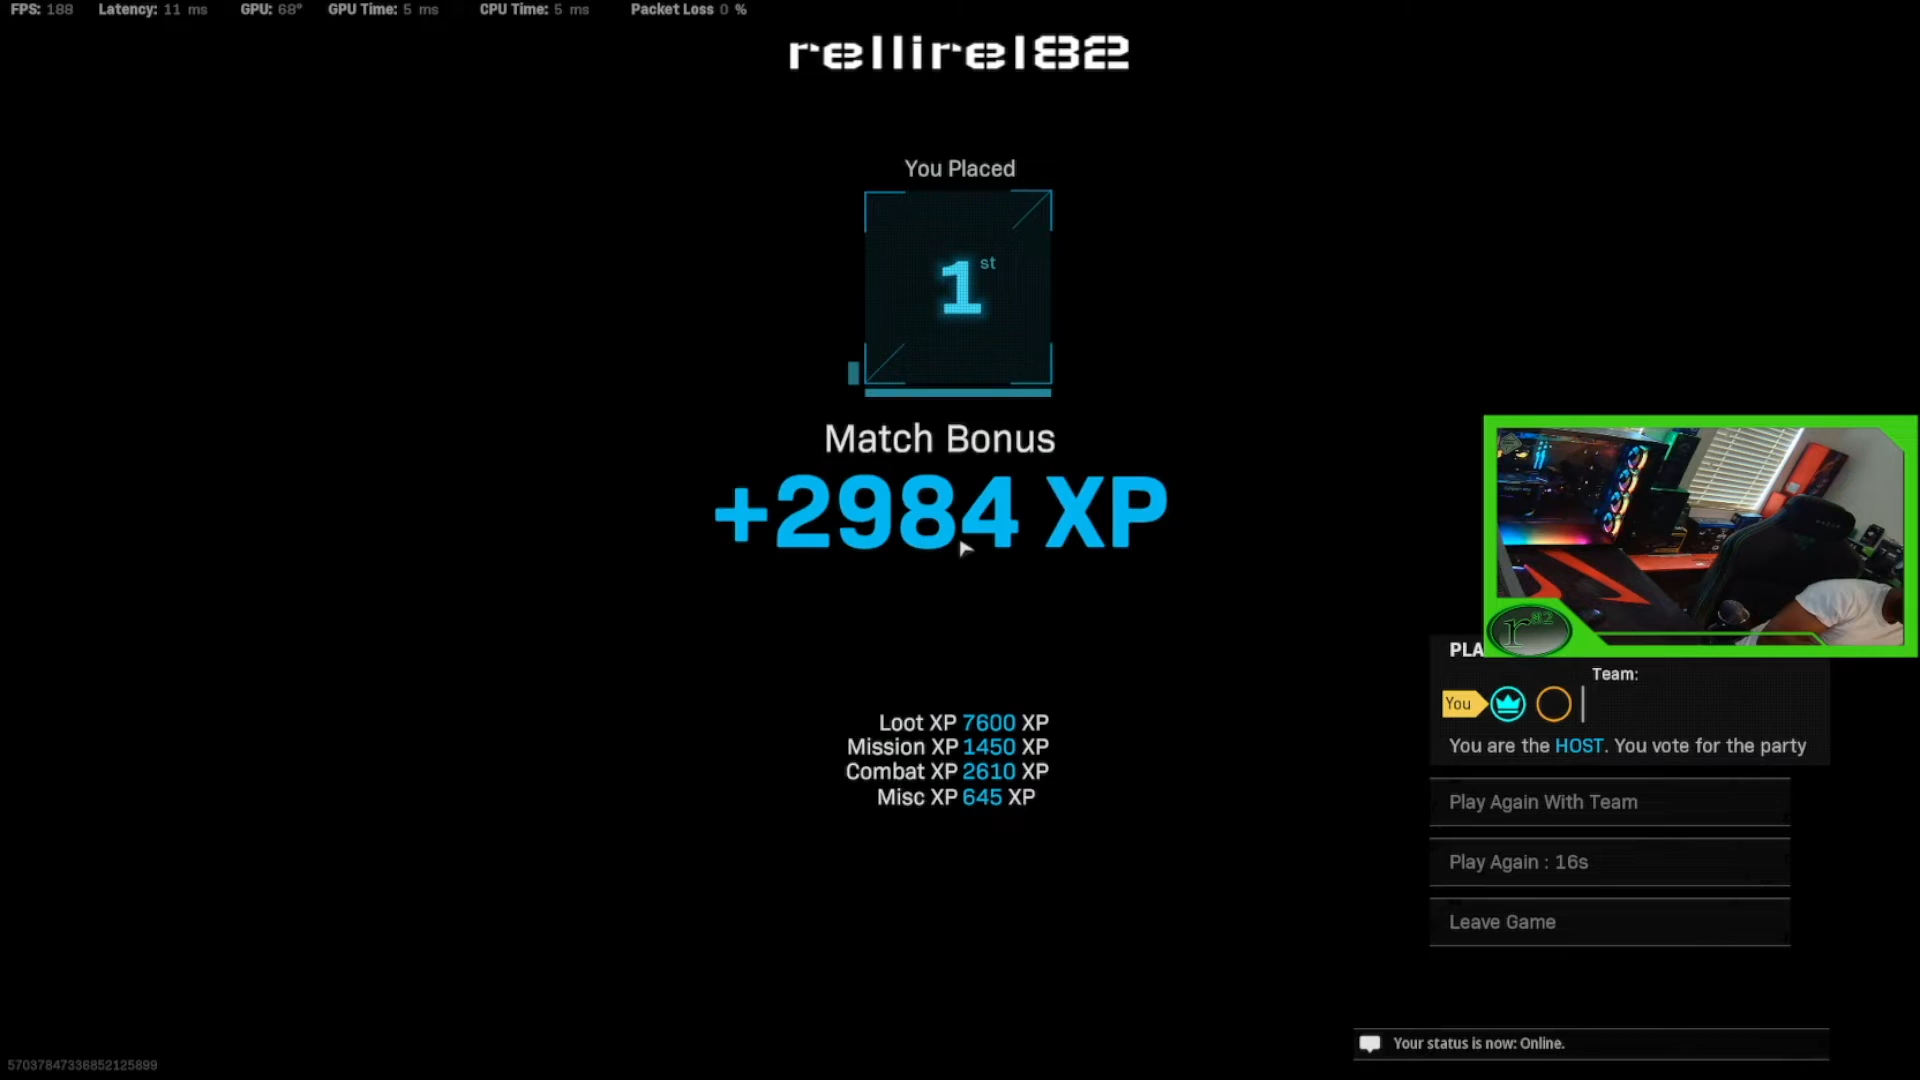 FPS: 188 Latency: 11 ms GPU: 68° GPU Time: 5 ms CPU Time: 5 ms Packet Loss 0 %
rellirel82
You Placed
1st
Match Bonus
+2984 XP
Loot XP 7600 XP
Mission XP 1450 XP
Combat XP 2610 XP
Misc XP 645 XP
r82
PLA
Team:
You
You are the HOST. You vote for the party
Play Again With Team
Play Again : 16s
Leave Game
Your status is now: Online.
57037847336852125899